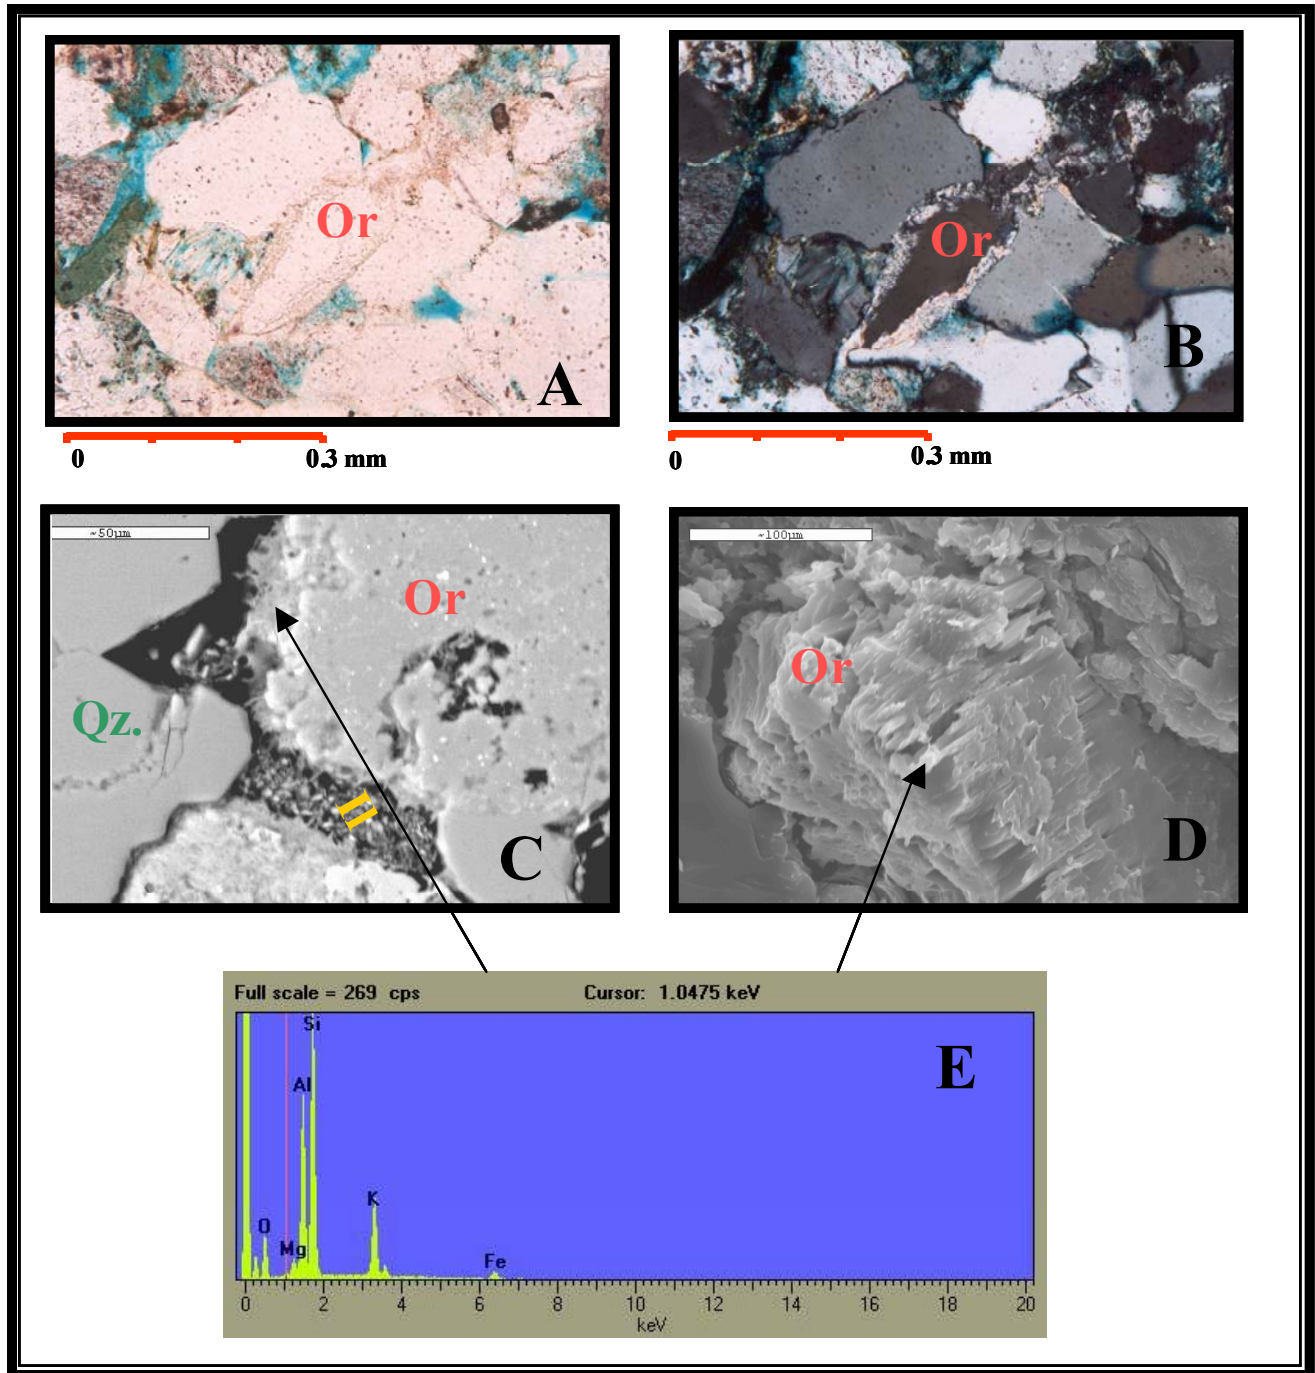 Or
A
Or
B
0
0.3 mm
0
0.3 mm
~50µm
Or
Qz.
C
~100µm
Or
D
Full scale = 269 cps
Cursor: 1.0475 keV
Si
E
Al
K
O
Mg
Fe
0 2 4 6 8 10 12 14 16 18 20
keV